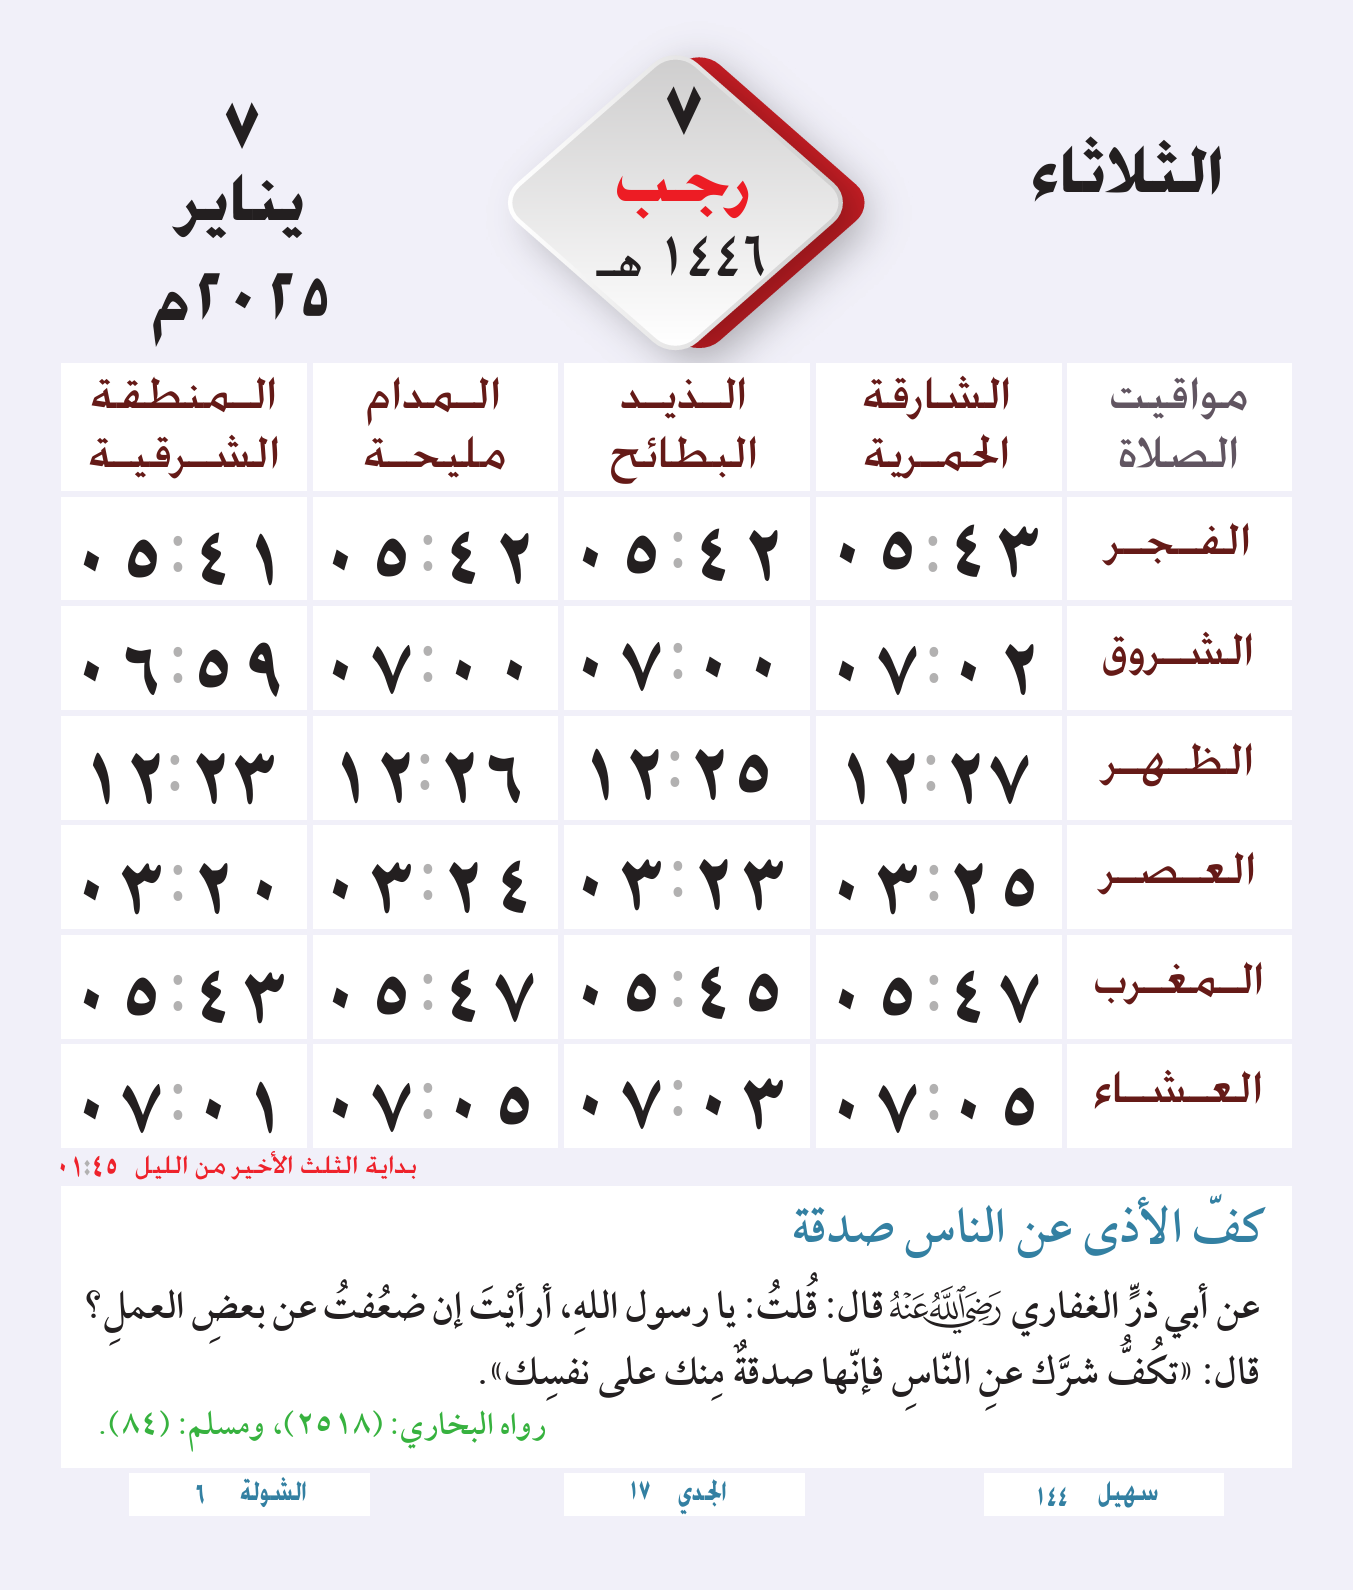 الثلاثاء
٧
رجب
١٤٤٦ هـ
٧
يناير
٢٠٢٥م
مواقيت الصلاة
الشارقة الحمرية
الذيد البطائح
المدام مليحة
المنطقة الشرقية
الفجر ٠٥:٤٣ ٠٥:٤٢ ٠٥:٤٢ ٠٥:٤١
الشروق ٠٧:٠٢ ٠٧:٠٠ ٠٧:٠٠ ٠٦:٥٩
الظهر ١٢:٢٧ ١٢:٢٥ ١٢:٢٦ ١٢:٢٣
العصر ٠٣:٢٥ ٠٣:٢٣ ٠٣:٢٤ ٠٣:٢٠
المغرب ٠٥:٤٧ ٠٥:٤٥ ٠٥:٤٧ ٠٥:٤٣
العشاء ٠٧:٠٥ ٠٧:٠٣ ٠٧:٠٥ ٠٧:٠١
بداية الثلث الأخير من الليل ٠١:٤٥
كفّ الأذى عن الناس صدقة
عن أبي ذرٍّ الغفاري رَضِيَ اللَّهُ عَنْهُ قال: قُلتُ: يا رسول اللهِ، أرأيْتَ إن ضعُفتُ عن بعضِ العملِ؟
قال: «تكُفُّ شرَّك عنِ النّاسِ فإنّها صدقةٌ مِنك على نفسِك».
رواه البخاري: (٢٥١٨)، ومسلم: (٨٤).
سهيل ١٤٤
الجدي ١٧
الشولة ٦